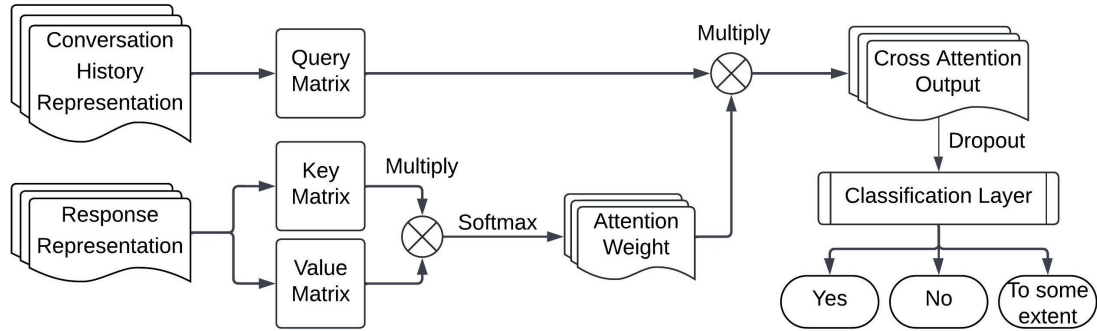 Conversation
History
Representation
Query
Matrix
Multiply
Cross Attention
Output
Dropout
Response
Representation
Key
Matrix
Multiply
Value
Matrix
Softmax
Attention
Weight
Classification Layer
Yes
No
To some
extent